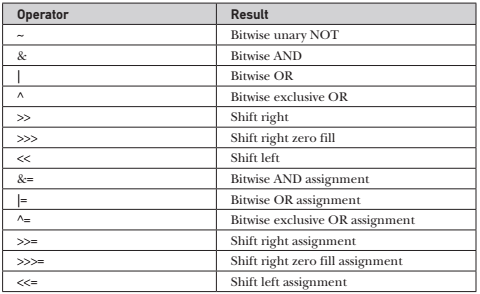 Operator Result
~ Bitwise unary NOT
& Bitwise AND
| Bitwise OR
^ Bitwise exclusive OR
>> Shift right
>>> Shift right zero fill
<< Shift left
&= Bitwise AND assignment
|= Bitwise OR assignment
^= Bitwise exclusive OR assignment
>>= Shift right assignment
>>>= Shift right zero fill assignment
<<= Shift left assignment